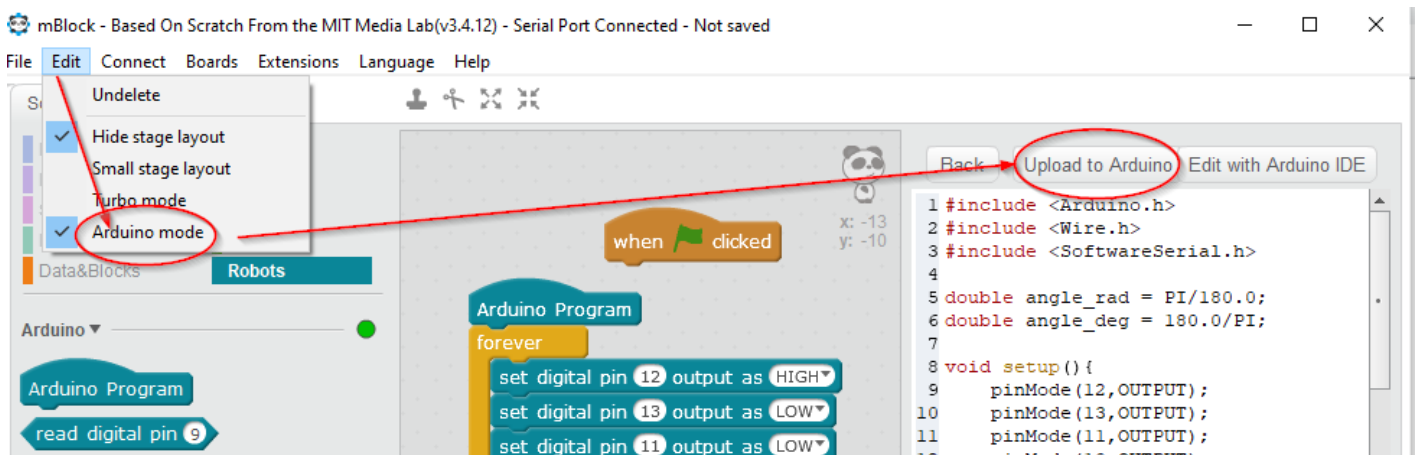 mBlock - Based On Scratch From the MIT Media Lab(v3.4.12) - Serial Port Connected - Not saved
File Edit Connect Boards Extensions Language Help
Undelete
Hide stage layout
Small stage layout
Turbo mode
Arduino mode
Data&Blocks Robots
Arduino
Arduino Program
read digital pin 9
x: -13
y: -10
when clicked
Arduino Program
forever
set digital pin 12 output as HIGH
set digital pin 13 output as LOW
set digital pin 11 output as LOW
Back Upload to Arduino Edit with Arduino IDE
1 #include <Arduino.h>
2 #include <Wire.h>
3 #include <SoftwareSerial.h>
4
5 double angle_rad = PI/180.0;
6 double angle_deg = 180.0/PI;
7
8 void setup(){
9 pinMode(12,OUTPUT);
10 pinMode(13,OUTPUT);
11 pinMode(11,OUTPUT);